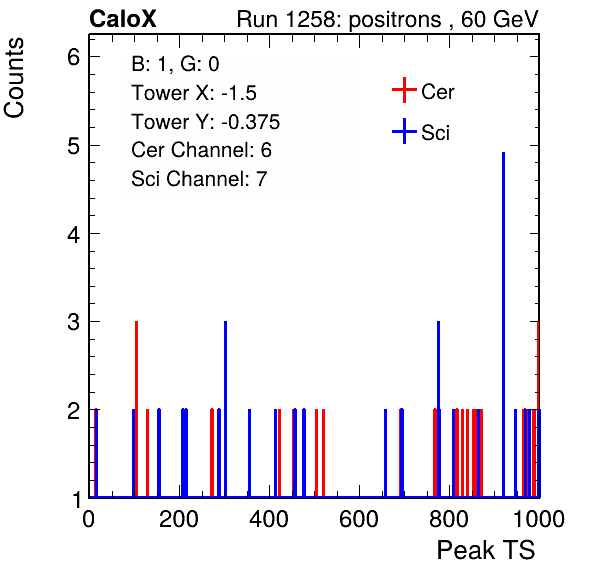 CaloX Run 1258: positrons , 60 GeV
Counts
B: 1, G: 0
Tower X: -1.5
Tower Y: -0.375
Cer Channel: 6
Sci Channel: 7
Cer
Sci
6
5
4
3
2
1
0 200 400 600 800 1000
Peak TS